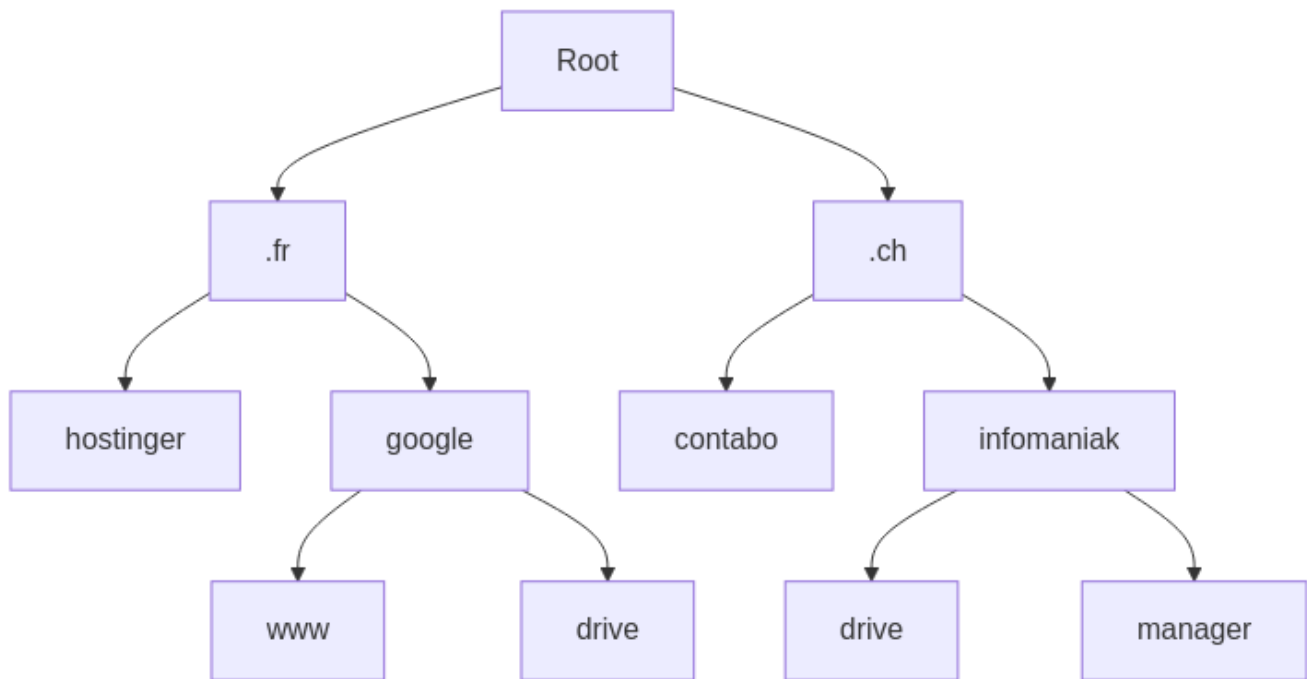 Root
.fr
.ch
hostinger
google
contabo
infomaniak
www
drive
drive
manager